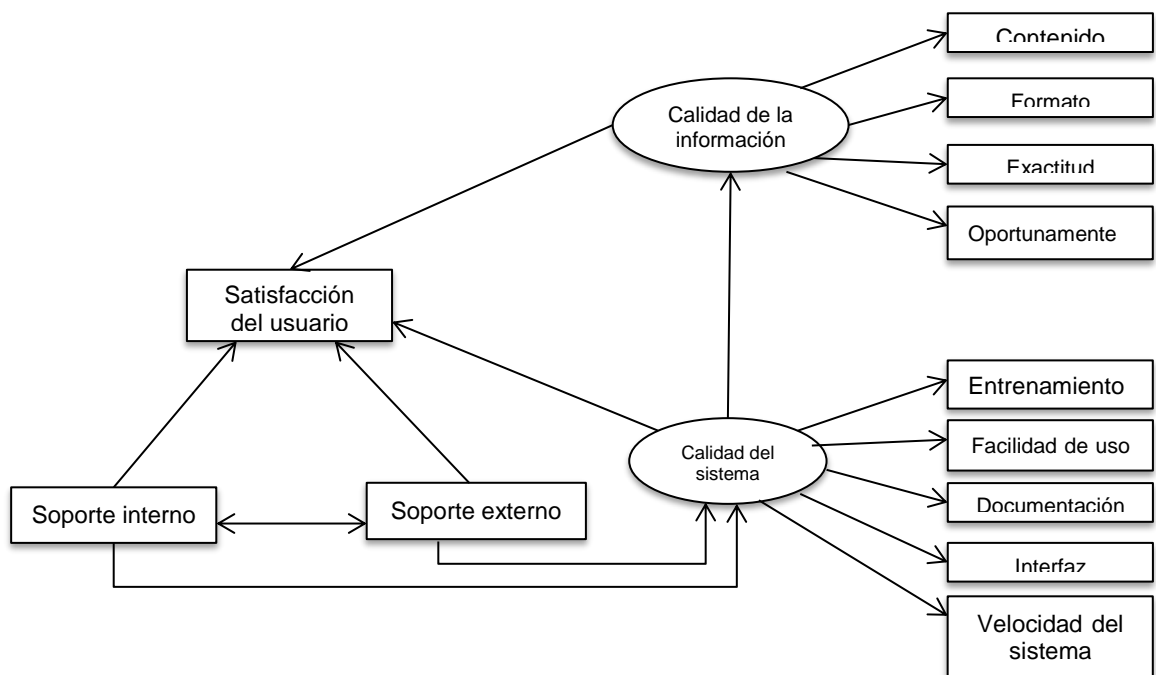 Contenido
Calidad de la
información
Formato
Exactitud
Oportunamente
Satisfacción
del usuario
Entrenamiento
Calidad del
sistema
Facilidad de uso
Soporte interno
Soporte externo
Documentación
Interfaz
Velocidad del
sistema